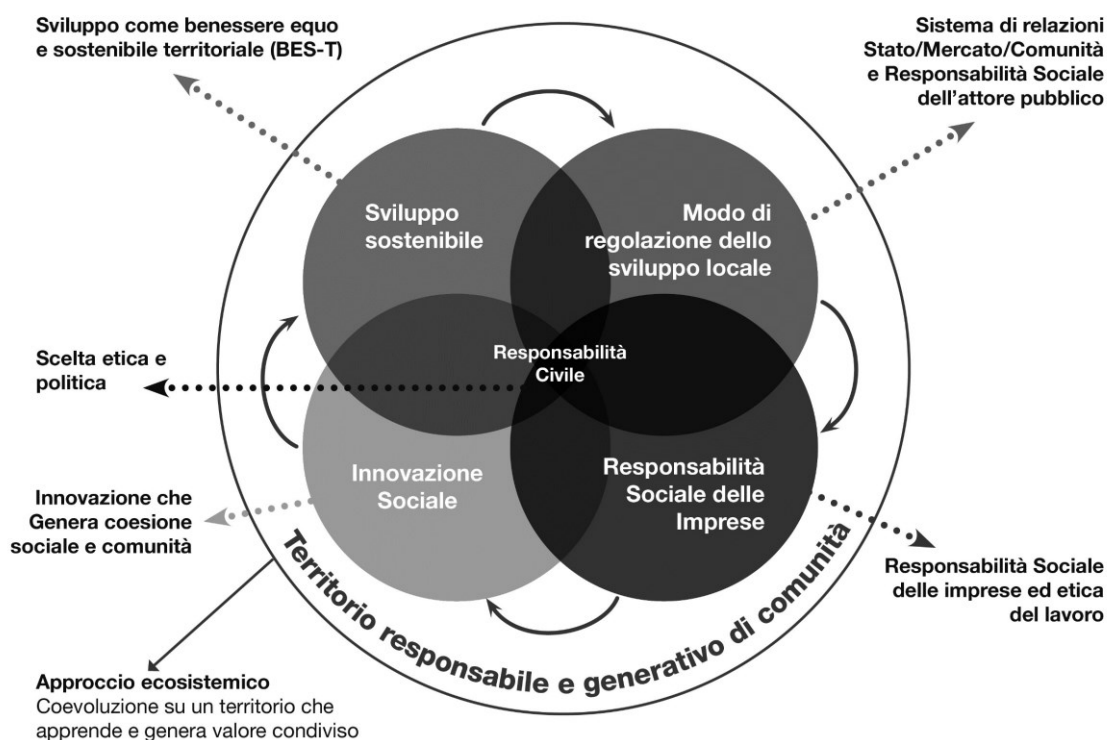 Sviluppo come benessere equo
e sostenibile territoriale (BES-T)
Sistema di relazioni
Stato/Mercato/Comunità
e Responsabilità Sociale
dell'attore pubblico
Sviluppo
sostenibile
Modo di
regolazione dello
sviluppo locale
Responsabilità
Civile
Scelta etica e
politica
Innovazione
Sociale
Responsabilità
Sociale delle
Imprese
Innovazione che
Genera coesione
sociale e comunità
Territorio responsabile e generativo di comunità
Responsabilità Sociale
delle imprese ed etica
del lavoro
Approccio ecosistemico
Coevoluzione su un territorio che
apprende e genera valore condiviso